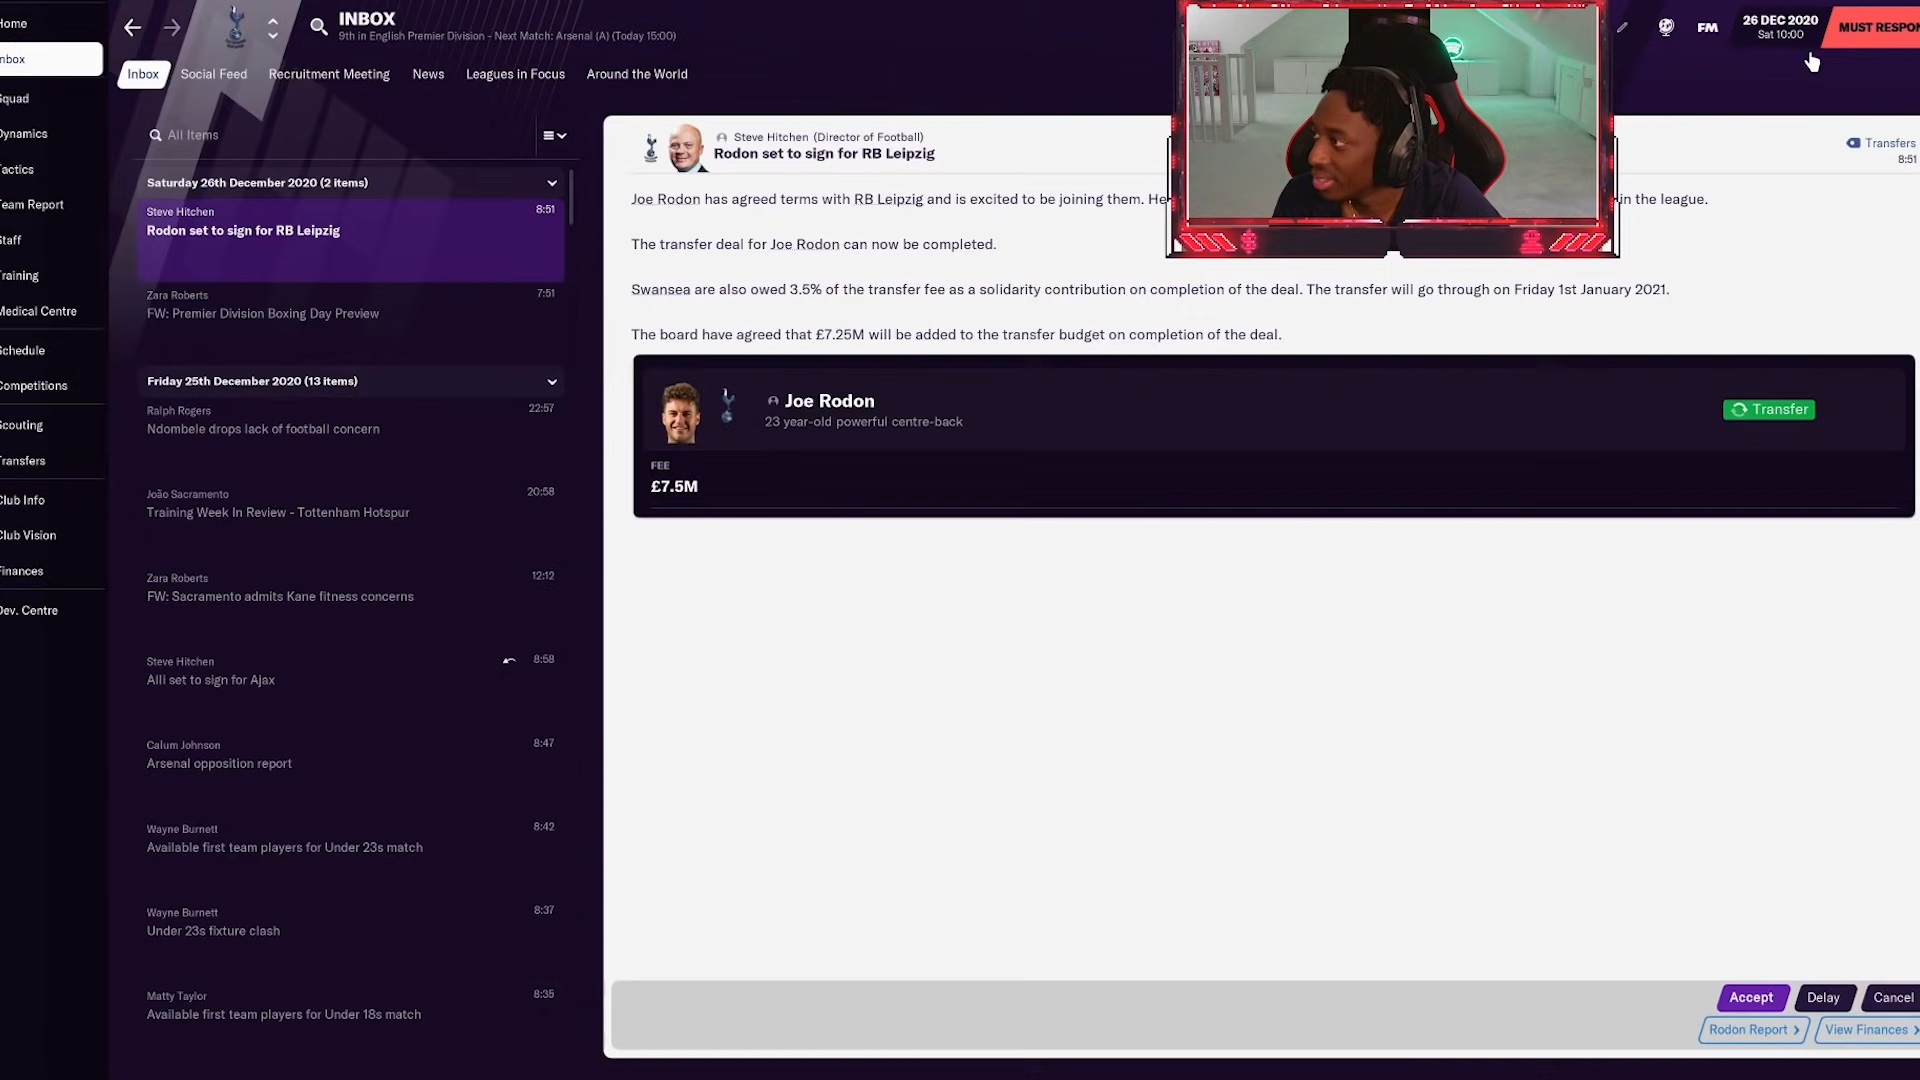 Home
INBOX
9th in English Premier Division - Next Match: Arsenal (A) (Today 15:00)
FM
26 DEC 2020
Sat 10:00
MUST RESPON
nbox
Inbox
Social Feed
Recruitment Meeting
News
Leagues in Focus
Around the World
Squad
Dynamics
Tactics
Team Report
Staff
Training
Medical Centre
Schedule
Competitions
Scouting
Transfers
Club Info
Club Vision
Finances
Dev. Centre
All Items
Saturday 26th December 2020 (2 items)
Steve Hitchen
8:51
Rodon set to sign for RB Leipzig
Zara Roberts
7:51
FW: Premier Division Boxing Day Preview
Friday 25th December 2020 (13 items)
Ralph Rogers
22:57
Ndombele drops lack of football concern
João Sacramento
20:58
Training Week In Review - Tottenham Hotspur
Zara Roberts
12:12
FW: Sacramento admits Kane fitness concerns
Steve Hitchen
8:58
Alli set to sign for Ajax
Calum Johnson
8:47
Arsenal opposition report
Wayne Burnett
8:42
Available first team players for Under 23s match
Wayne Burnett
8:37
Under 23s fixture clash
Matty Taylor
8:35
Available first team players for Under 18s match
Steve Hitchen (Director of Football)
Rodon set to sign for RB Leipzig
Transfers
8:51
Joe Rodon has agreed terms with RB Leipzig and is excited to be joining them. He in the league.
The transfer deal for Joe Rodon can now be completed.
Swansea are also owed 3.5% of the transfer fee as a solidarity contribution on completion of the deal. The transfer will go through on Friday 1st January 2021.
The board have agreed that £7.25M will be added to the transfer budget on completion of the deal.
Joe Rodon
23 year-old powerful centre-back
Transfer
FEE
£7.5M
Accept
Delay
Cancel
Rodon Report
View Finances